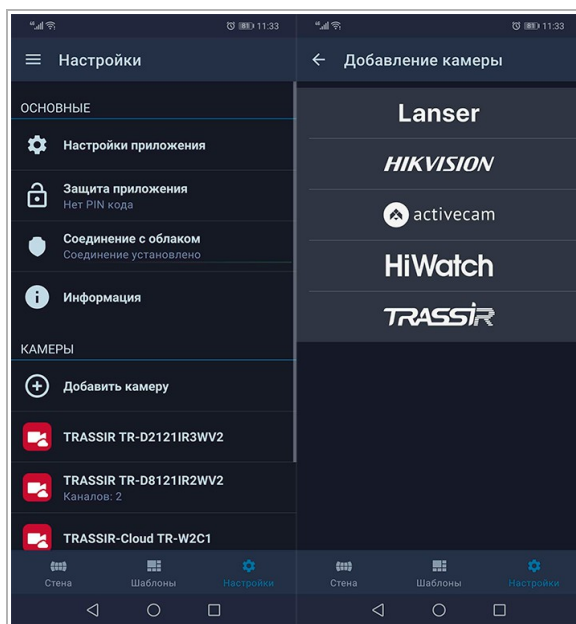 81 11:33
Настройки
ОСНОВНЫЕ
Настройки приложения
Защита приложения
Нет PIN кода
Соединение с облаком
Соединение установлено
Информация
КАМЕРЫ
Добавить камеру
TRASSIR TR-D2121IR3WV2
TRASSIR TR-D8121IR2WV2
Каналов: 2
TRASSIR-Cloud TR-W2C1
Стена Шаблоны Настройки
81 11:33
Добавление камеры
Lanser
HIKVISION
activecam
HiWatch
TRASSIR
Стена Шаблоны Настройки